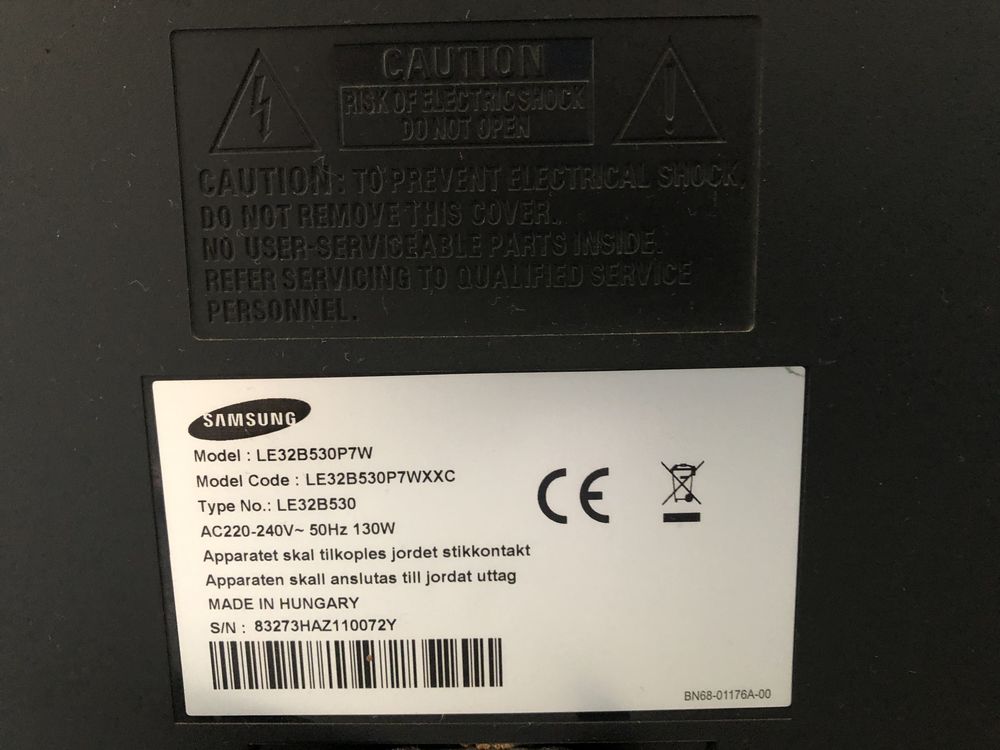 CAUTION
RISK OF ELECTRIC SHOCK
DO NOT OPEN
CAUTION: TO PREVENT ELECTRICAL SHOCK,
DO NOT REMOVE THIS COVER.
NO USER-SERVICEABLE PARTS INSIDE.
REFER SERVICING TO QUALIFIED SERVICE
PERSONNEL.
SAMSUNG
Model : LE32B530P7W
Model Code : LE32B530P7WXXC
Type No.: LE32B530
AC220-240V~ 50Hz 130W
Apparatet skal tilkoples jordet stikkontakt
Apparaten skall anslutas till jordat uttag
MADE IN HUNGARY
S/N : 83273HAZ110072Y
CE
BN68-01176A-00